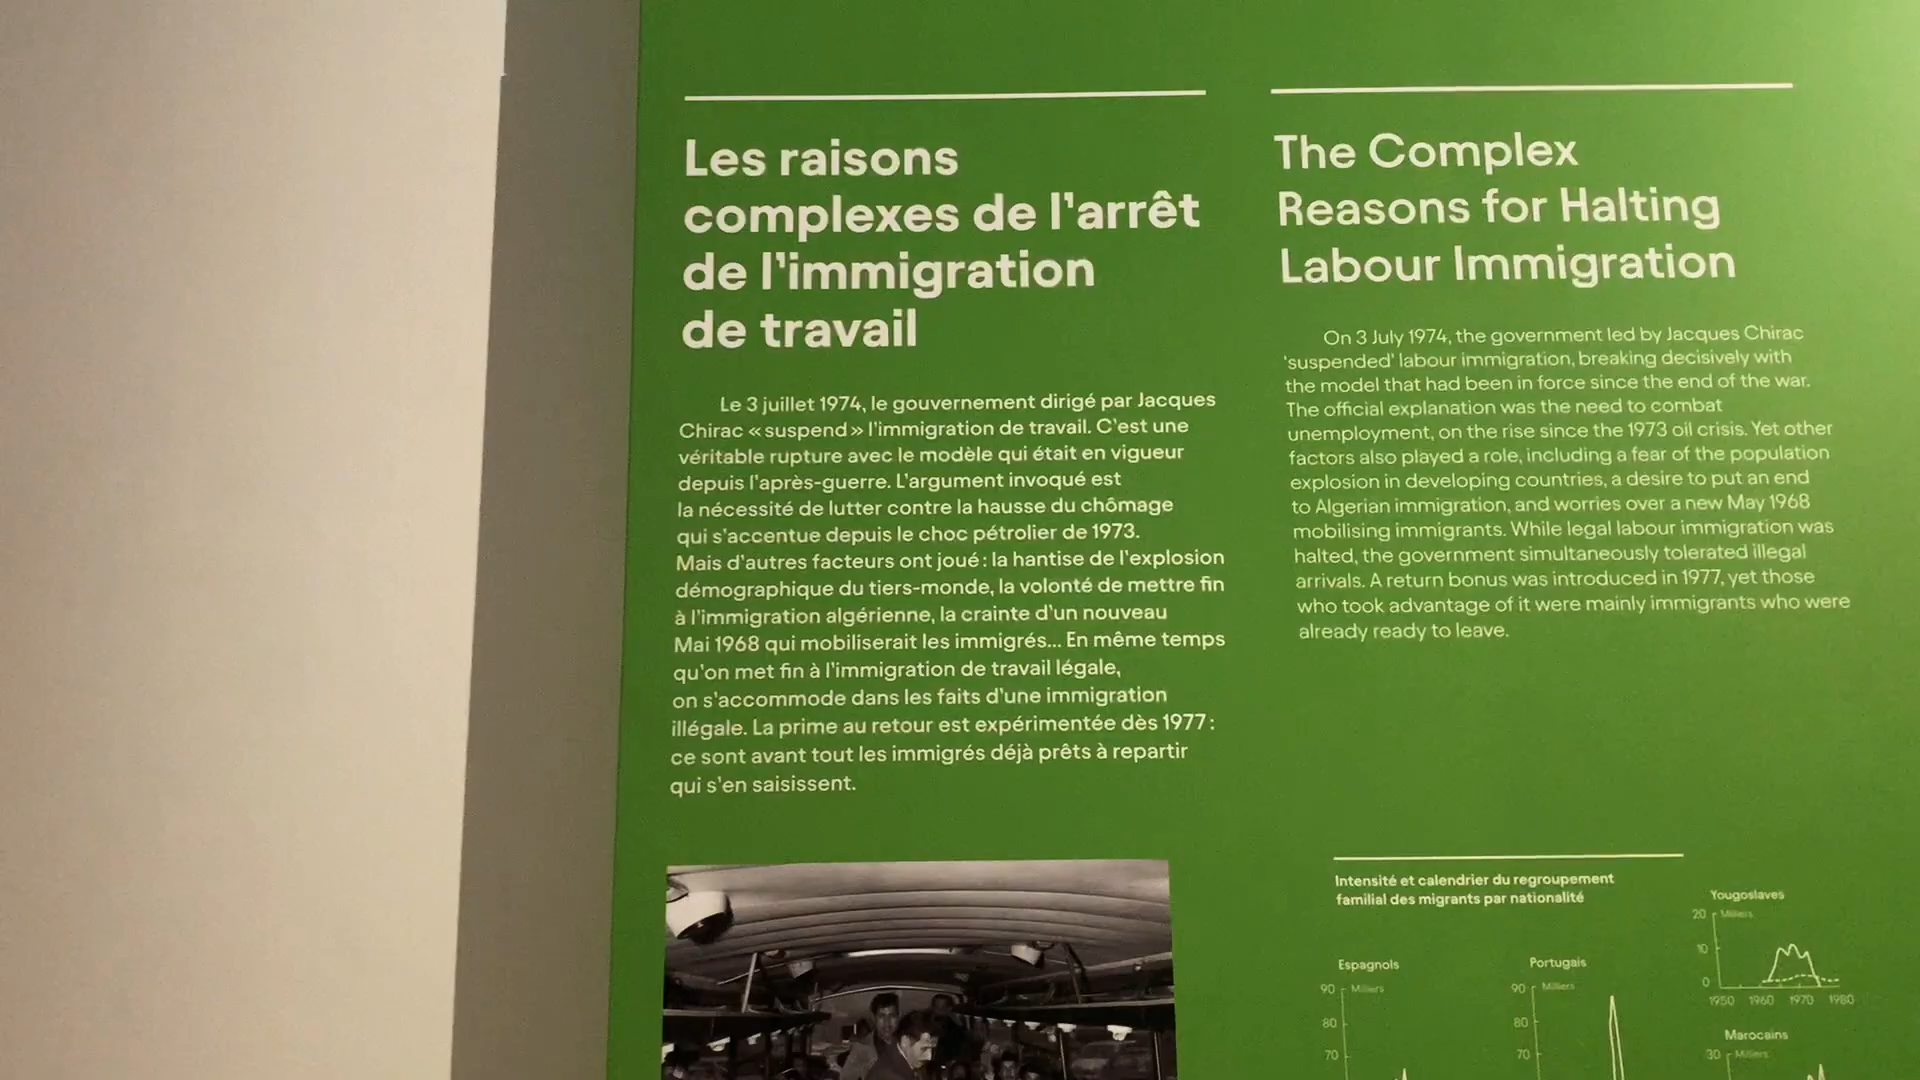 Les raisons
complexes de l'arrêt
de l'immigration
de travail
Le 3 juillet 1974, le gouvernement dirigé par Jacques
Chirac « suspend » l'immigration de travail. C'est une
véritable rupture avec le modèle qui était en vigueur
depuis l'après-guerre. L'argument invoqué est
la nécessité de lutter contre la hausse du chômage
qui s'accentue depuis le choc pétrolier de 1973.
Mais d'autres facteurs ont joué : la hantise de l'explosion
démographique du tiers-monde, la volonté de mettre fin
à l'immigration algérienne, la crainte d'un nouveau
Mai 1968 qui mobiliserait les immigrés... En même temps
qu'on met fin à l'immigration de travail légale,
on s'accommode dans les faits d'une immigration
illégale. La prime au retour est expérimentée dès 1977 :
ce sont avant tout les immigrés déjà prêts à repartir
qui s'en saisissent.
The Complex
Reasons for Halting
Labour Immigration
On 3 July 1974, the government led by Jacques Chirac
'suspended' labour immigration, breaking decisively with
the model that had been in force since the end of the war.
The official explanation was the need to combat
unemployment, on the rise since the 1973 oil crisis. Yet other
factors also played a role, including a fear of the population
explosion in developing countries, a desire to put an end
to Algerian immigration, and worries over a new May 1968
mobilising immigrants. While legal labour immigration was
halted, the government simultaneously tolerated illegal
arrivals. A return bonus was introduced in 1977, yet those
who took advantage of it were mainly immigrants who were
already ready to leave.
Intensité et calendrier du regroupement
familial des migrants par nationalité
Espagnols
90 Milliers
80
70
Portugais
90 Milliers
80
70
Yougoslaves
20 Milliers
10
0
1950 1960 1970 1980
Marocains
30 Milliers